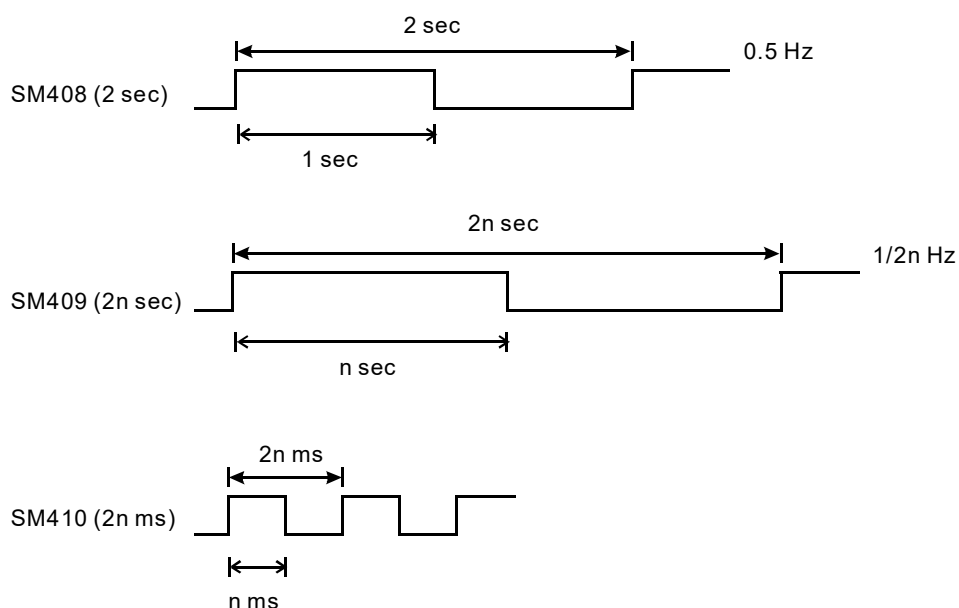 2 sec
0.5 Hz
SM408 (2 sec)
1 sec
2n sec
1/2n Hz
SM409 (2n sec)
n sec
2n ms
SM410 (2n ms)
n ms